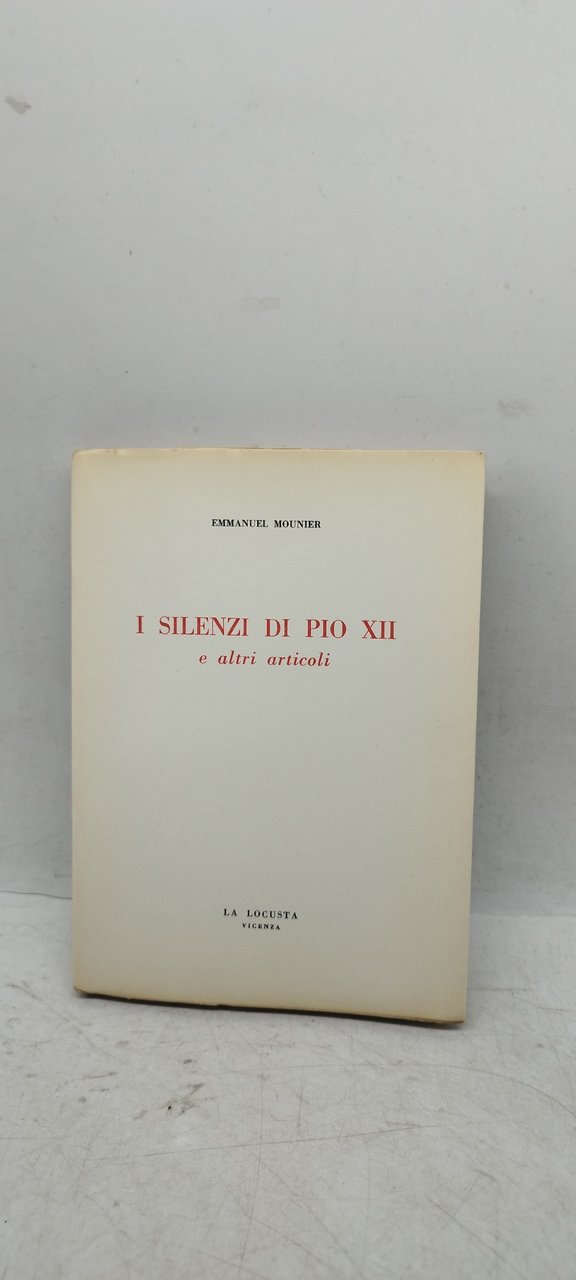 EMMANUEL MOUNIER
I SILENZI DI PIO XII
e altri articoli
LA LOCUSTA
VICENZA